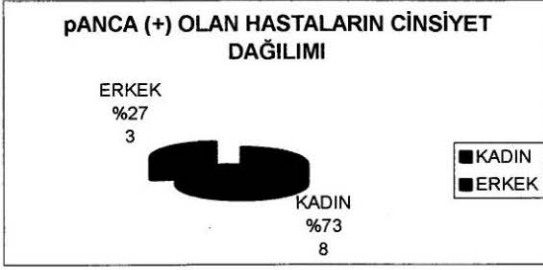 pANCA (+) OLAN HASTALARIN CİNSİYET
DAĞILIMI
ERKEK
%27
3
KADIN
%73
8
KADIN
ERKEK